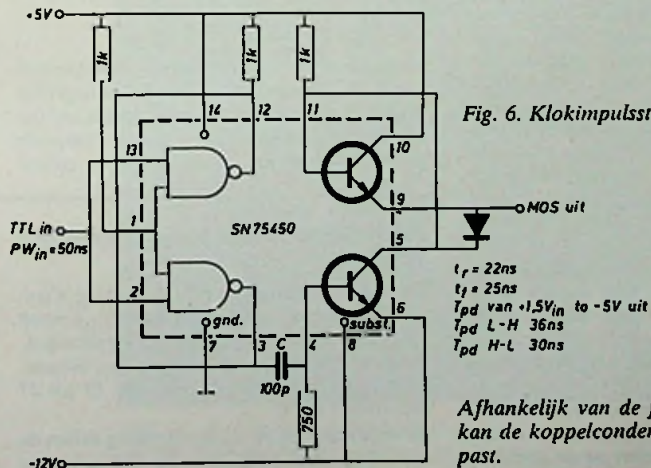 +5V
1k
1k
1k
14
12
11
Fig. 6. Klokimpulsst
13
10
9
MOS uit
TTL in
PWin = 50ns
1
SN75450
5
2
6
gnd.
subst.
7
3
C
4
8
100p
750
-12V
tr = 22ns
tf = 25ns
Tpd van +1,5Vin to -5V uit
Tpd L-H 36ns
Tpd H-L 30ns
Afhankelijk van de f
kan de koppelconden
past.